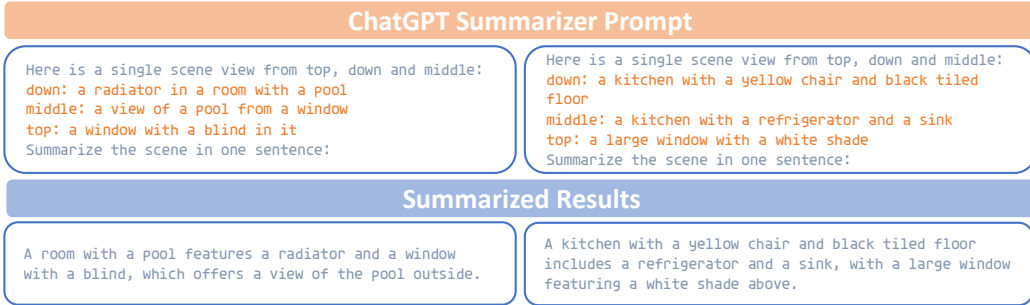 ChatGPT Summarizer Prompt
Here is a single scene view from top, down and middle:
down: a radiator in a room with a pool
middle: a view of a pool from a window
top: a window with a blind in it
Summarize the scene in one sentence:
Here is a single scene view from top, down and middle:
down: a kitchen with a yellow chair and black tiled
floor
middle: a kitchen with a refrigerator and a sink
top: a large window with a white shade
Summarize the scene in one sentence:
Summarized Results
A room with a pool features a radiator and a window
with a blind, which offers a view of the pool outside.
A kitchen with a yellow chair and black tiled floor
includes a refrigerator and a sink, with a large window
featuring a white shade above.